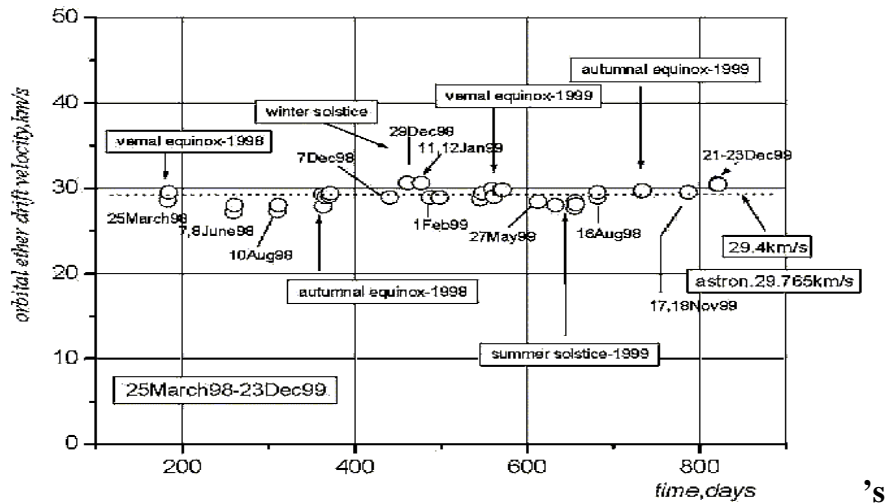 50
40
30
20
10
0
orbital ether drift velocity,km/s
autumnal equinox-1999
vernal equinox-1999
winter solstice
29Dec98
11,12Jan99
vernal equinox-1998
7Dec98
21-23Dec99
25March98
7,8June98
10Aug98
1Feb99
27May99
16Aug98
29.4km/s
astron.29.765km/s
autumnal equinox-1998
17,18Nov99
summer solstice-1999
25March98-23Dec99.
200
400
600
800
time,days
’s